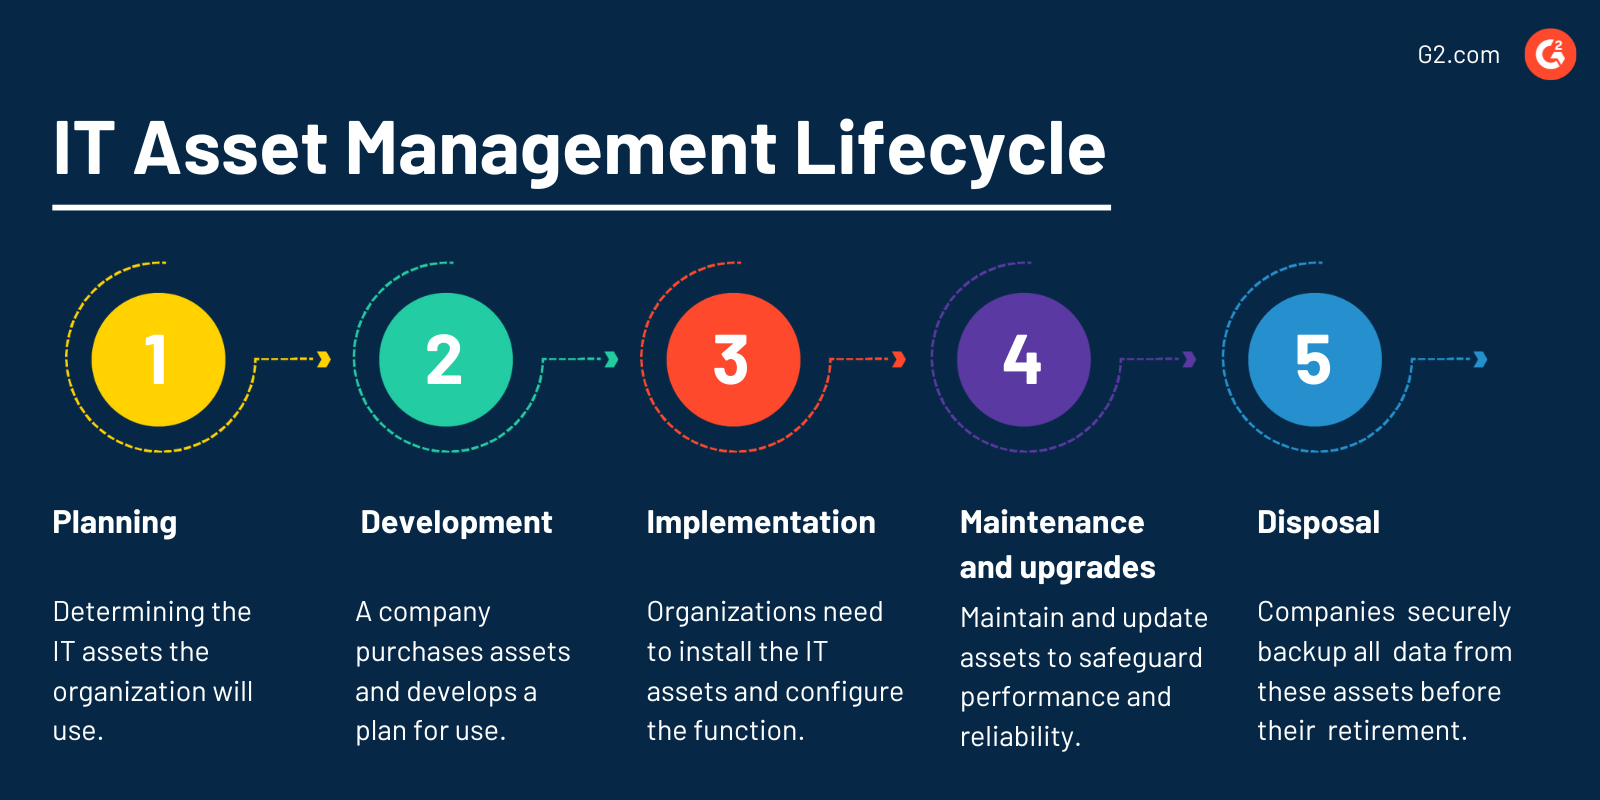 G2.com
G2
IT Asset Management Lifecycle
1
2
3
4
5
Planning
Determining the
IT assets the
organization will
use.
Development
A company
purchases assets
and develops a
plan for use.
Implementation
Organizations need
to install the IT
assets and configure
the function.
Maintenance
and upgrades
Maintain and update
assets to safeguard
performance and
reliability.
Disposal
Companies securely
backup all data from
these assets before
their retirement.